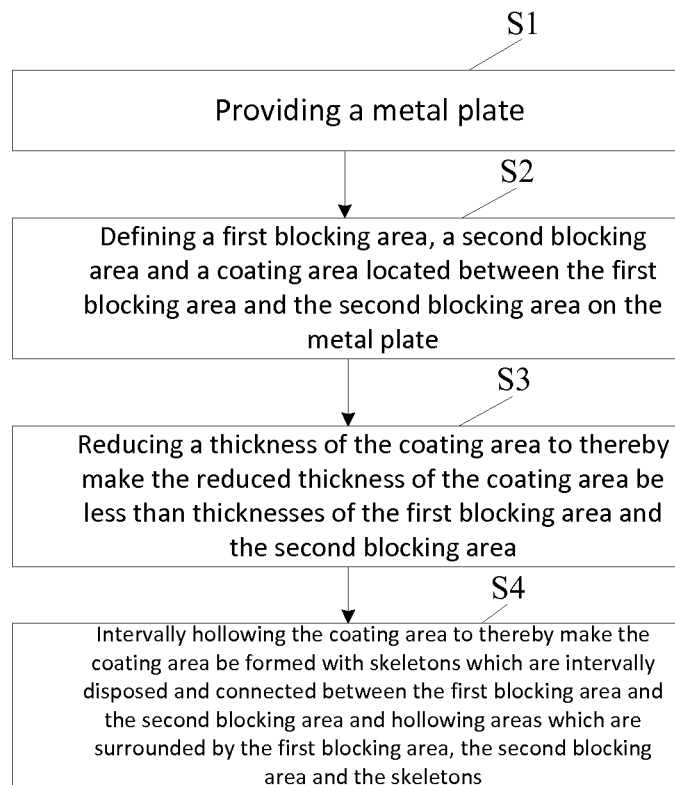 S1
Providing a metal plate
S2
Defining a first blocking area, a second blocking
area and a coating area located between the first
blocking area and the second blocking area on the
metal plate
S3
Reducing a thickness of the coating area to thereby
make the reduced thickness of the coating area be
less than thicknesses of the first blocking area and
the second blocking area
S4
Intervally hollowing the coating area to thereby make the
coating area be formed with skeletons which are intervally
disposed and connected between the first blocking area and
the second blocking area and hollowing areas which are
surrounded by the first blocking area, the second blocking
area and the skeletons